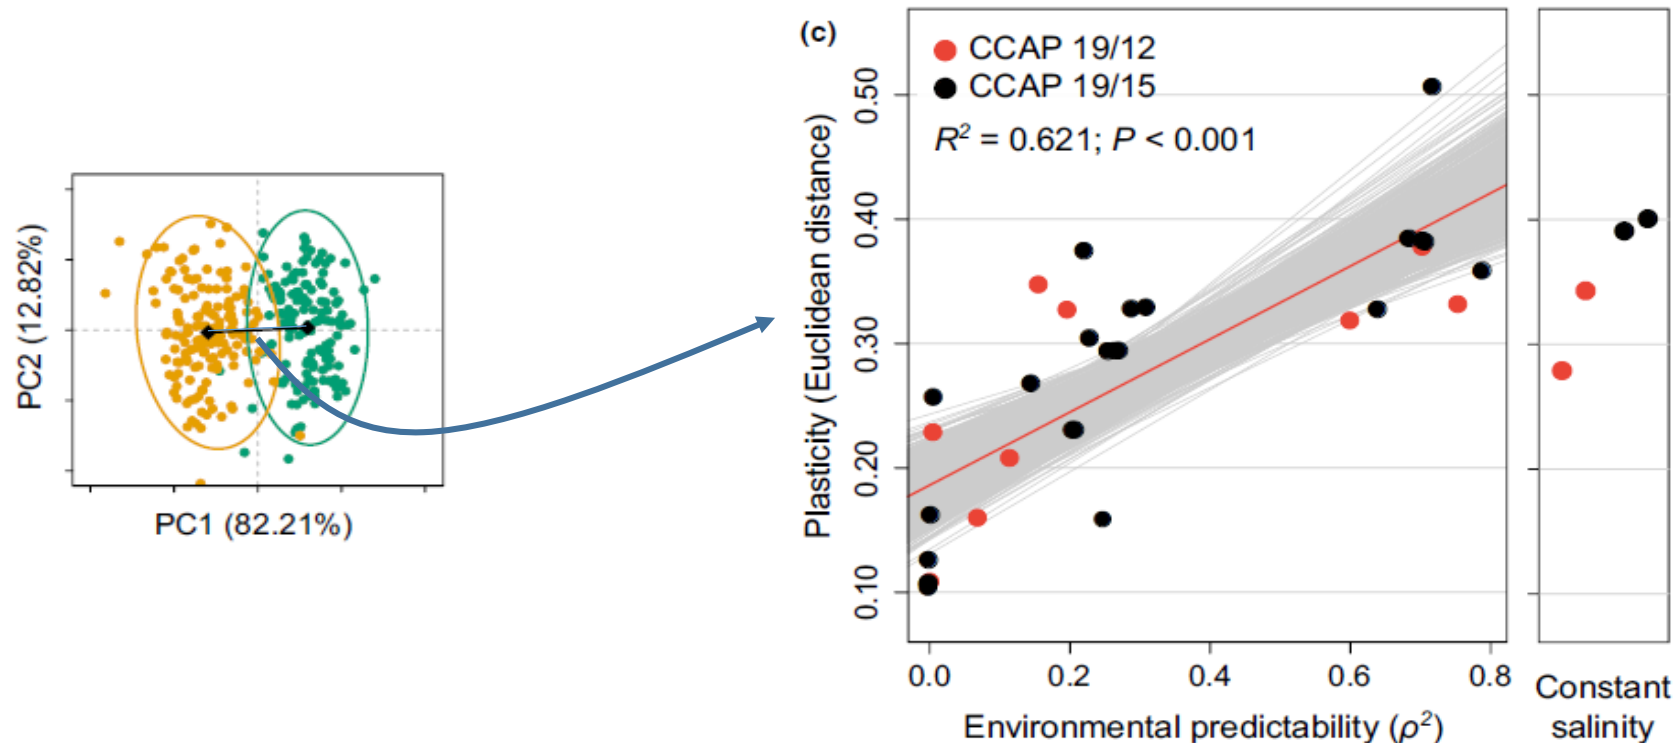 PC2 (12.82%)
PC1 (82.21%)
(c)
CCAP 19/12
CCAP 19/15
R² = 0.621; P < 0.001
Plasticity (Euclidean distance)
0.50
0.40
0.30
0.20
0.10
0.0 0.2 0.4 0.6 0.8
Environmental predictability (ρ²)
Constant
salinity